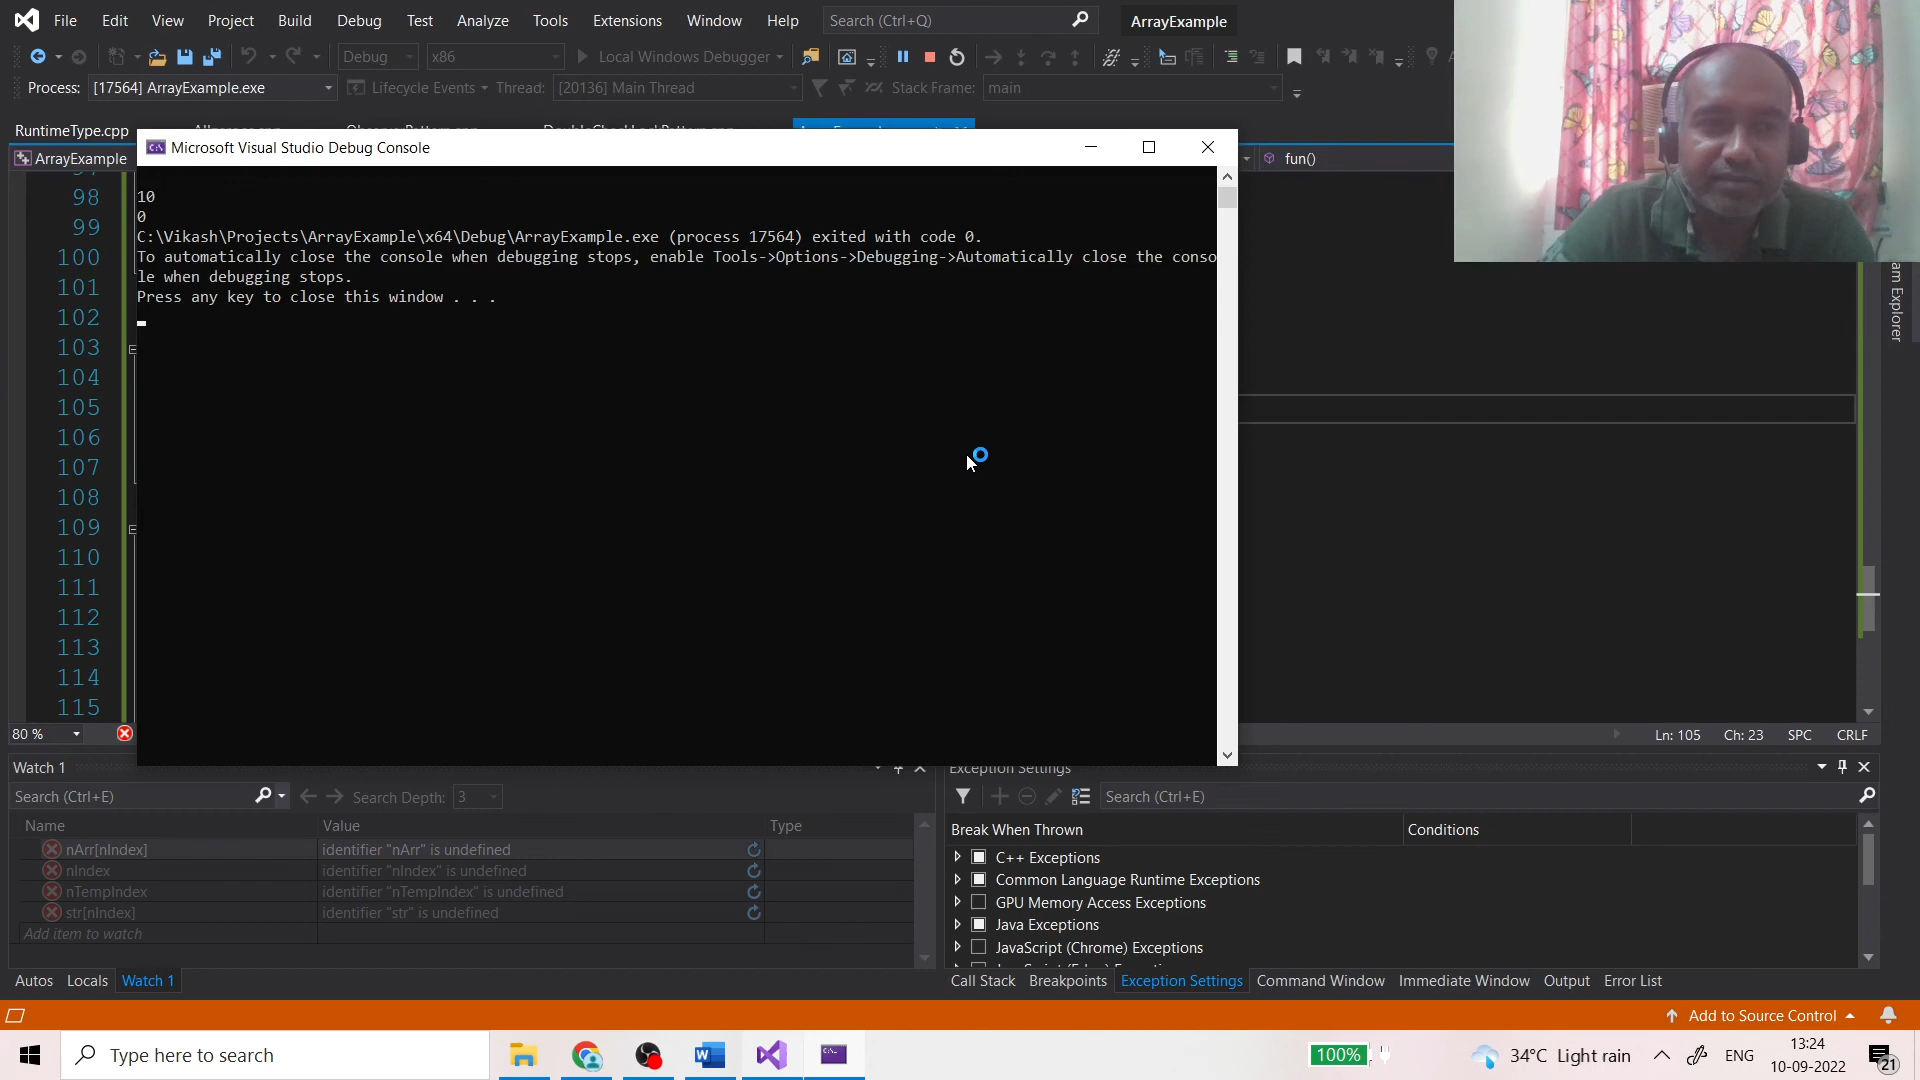 File Edit View Project Build Debug Test Analyze Tools Extensions Window Help Search (Ctrl+Q) ArrayExample
Debug x86 Local Windows Debugger
Process: [17564] ArrayExample.exe Lifecycle Events Thread: [20136] Main Thread Stack Frame: main
RuntimeType.cpp
ArrayExample
Microsoft Visual Studio Debug Console
fun()
98
99
100
101
102
103
104
105
106
107
108
109
110
111
112
113
114
115
10
0
C:\Vikash\Projects\ArrayExample\x64\Debug\ArrayExample.exe (process 17564) exited with code 0.
To automatically close the console when debugging stops, enable Tools->Options->Debugging->Automatically close the conso
le when debugging stops.
Press any key to close this window . . .
am Explorer
80 % Ln: 105 Ch: 23 SPC CRLF
Watch 1
Search (Ctrl+E) Search Depth: 3
Name Value Type
nArr[nIndex] identifier "nArr" is undefined
nIndex identifier "nIndex" is undefined
nTempIndex identifier "nTempIndex" is undefined
str[nIndex] identifier "str" is undefined
Add item to watch
Autos Locals Watch 1
Exception Settings
Search (Ctrl+E)
Break When Thrown Conditions
C++ Exceptions
Common Language Runtime Exceptions
GPU Memory Access Exceptions
Java Exceptions
JavaScript (Chrome) Exceptions
Call Stack Breakpoints Exception Settings Command Window Immediate Window Output Error List
Add to Source Control
Type here to search
100% 34°C Light rain ENG 13:24
10-09-2022 21